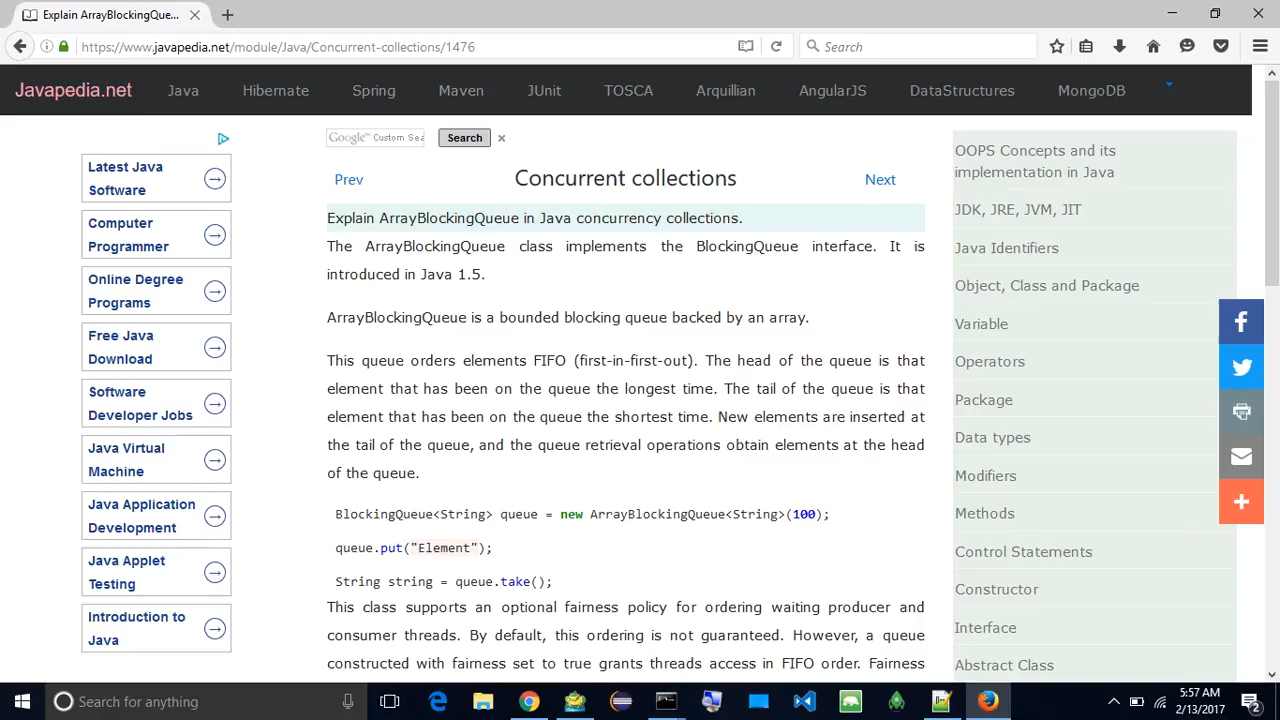 Explain ArrayBlockingQue...
https://www.javapedia.net/module/Java/Concurrent-collections/1476
Search
Javapedia.net
Java
Hibernate
Spring
Maven
JUnit
TOSCA
Arquillian
AngularJS
DataStructures
MongoDB
Latest Java
Software
Computer
Programmer
Online Degree
Programs
Free Java
Download
Software
Developer Jobs
Java Virtual
Machine
Java Application
Development
Java Applet
Testing
Introduction to
Java
Google™ Custom Sea
Search
Prev
Concurrent collections
Next
Explain ArrayBlockingQueue in Java concurrency collections.
The ArrayBlockingQueue class implements the BlockingQueue interface. It is
introduced in Java 1.5.
ArrayBlockingQueue is a bounded blocking queue backed by an array.
This queue orders elements FIFO (first-in-first-out). The head of the queue is that
element that has been on the queue the longest time. The tail of the queue is that
element that has been on the queue the shortest time. New elements are inserted at
the tail of the queue, and the queue retrieval operations obtain elements at the head
of the queue.
BlockingQueue<String> queue = new ArrayBlockingQueue<String>(100);
queue.put("Element");
String string = queue.take();
This class supports an optional fairness policy for ordering waiting producer and
consumer threads. By default, this ordering is not guaranteed. However, a queue
constructed with fairness set to true grants threads access in FIFO order. Fairness
OOPS Concepts and its
implementation in Java
JDK, JRE, JVM, JIT
Java Identifiers
Object, Class and Package
Variable
Operators
Package
Data types
Modifiers
Methods
Control Statements
Constructor
Interface
Abstract Class
Search for anything
5:57 AM
2/13/2017
2